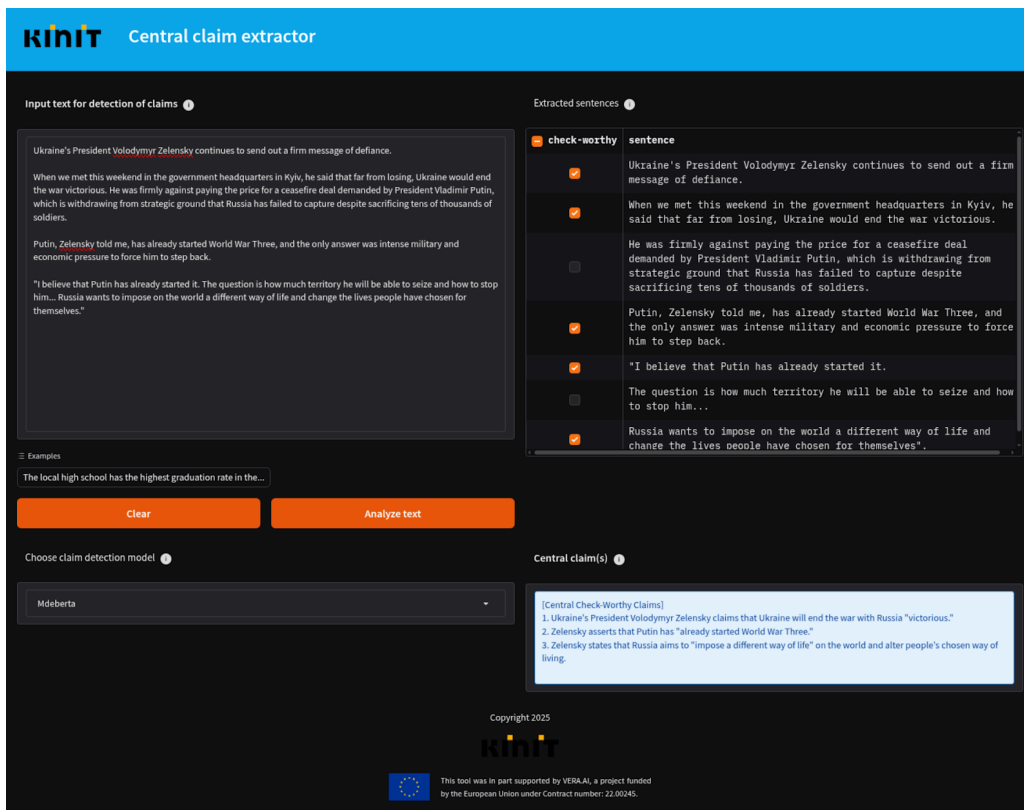 KInIT Central claim extractor
Input text for detection of claims i
Ukraine's President Volodymyr Zelensky continues to send out a firm message of defiance.
When we met this weekend in the government headquarters in Kyiv, he said that far from losing, Ukraine would end
the war victorious. He was firmly against paying the price for a ceasefire deal demanded by President Vladimir Putin,
which is withdrawing from strategic ground that Russia has failed to capture despite sacrificing tens of thousands of
soldiers.
Putin, Zelensky told me, has already started World War Three, and the only answer was intense military and
economic pressure to force him to step back.
"I believe that Putin has already started it. The question is how much territory he will be able to seize and how to stop
him... Russia wants to impose on the world a different way of life and change the lives people have chosen for
themselves."
Examples
The local high school has the highest graduation rate in the...
Clear
Analyze text
Choose claim detection model i
Mdeberta
Extracted sentences i
check-worthy sentence
Ukraine's President Volodymyr Zelensky continues to send out a firm
message of defiance.
When we met this weekend in the government headquarters in Kyiv, he
said that far from losing, Ukraine would end the war victorious.
He was firmly against paying the price for a ceasefire deal
demanded by President Vladimir Putin, which is withdrawing from
strategic ground that Russia has failed to capture despite
sacrificing tens of thousands of soldiers.
Putin, Zelensky told me, has already started World War Three, and
the only answer was intense military and economic pressure to force
him to step back.
"I believe that Putin has already started it.
The question is how much territory he will be able to seize and how
to stop him...
Russia wants to impose on the world a different way of life and
change the lives people have chosen for themselves".
Central claim(s) i
[Central Check-Worthy Claims]
1. Ukraine's President Volodymyr Zelensky claims that Ukraine will end the war with Russia "victorious."
2. Zelensky asserts that Putin has "already started World War Three."
3. Zelensky states that Russia aims to "impose a different way of life" on the world and alter people's chosen way of
living.
Copyright 2025
KInIT
This tool was in part supported by VERA.AI, a project funded
by the European Union under Contract number: 22.00245.